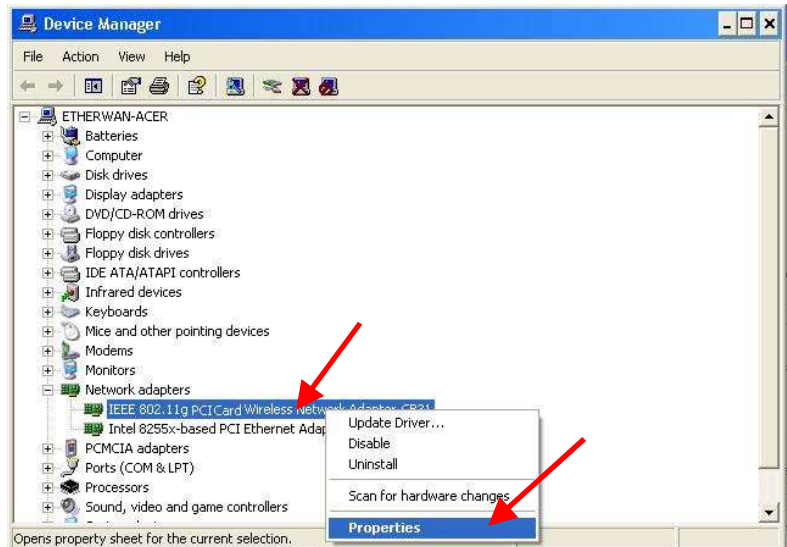 Device Manager
File Action View Help
ETHERWAN-ACER
Batteries
Computer
Disk drives
Display adapters
DVD/CD-ROM drives
Floppy disk controllers
Floppy disk drives
IDE ATA/ATAPI controllers
Infrared devices
Keyboards
Mice and other pointing devices
Modems
Monitors
Network adapters
IEEE 802.11g PCICard Wireless Network Adapter
Intel 8255x-based PCI Ethernet
PCMCIA adapters
Ports (COM & LPT)
Processors
Sound, video and game controllers
Update Driver...
Disable
Uninstall
Scan for hardware changes
Properties
Opens property sheet for the current selection.